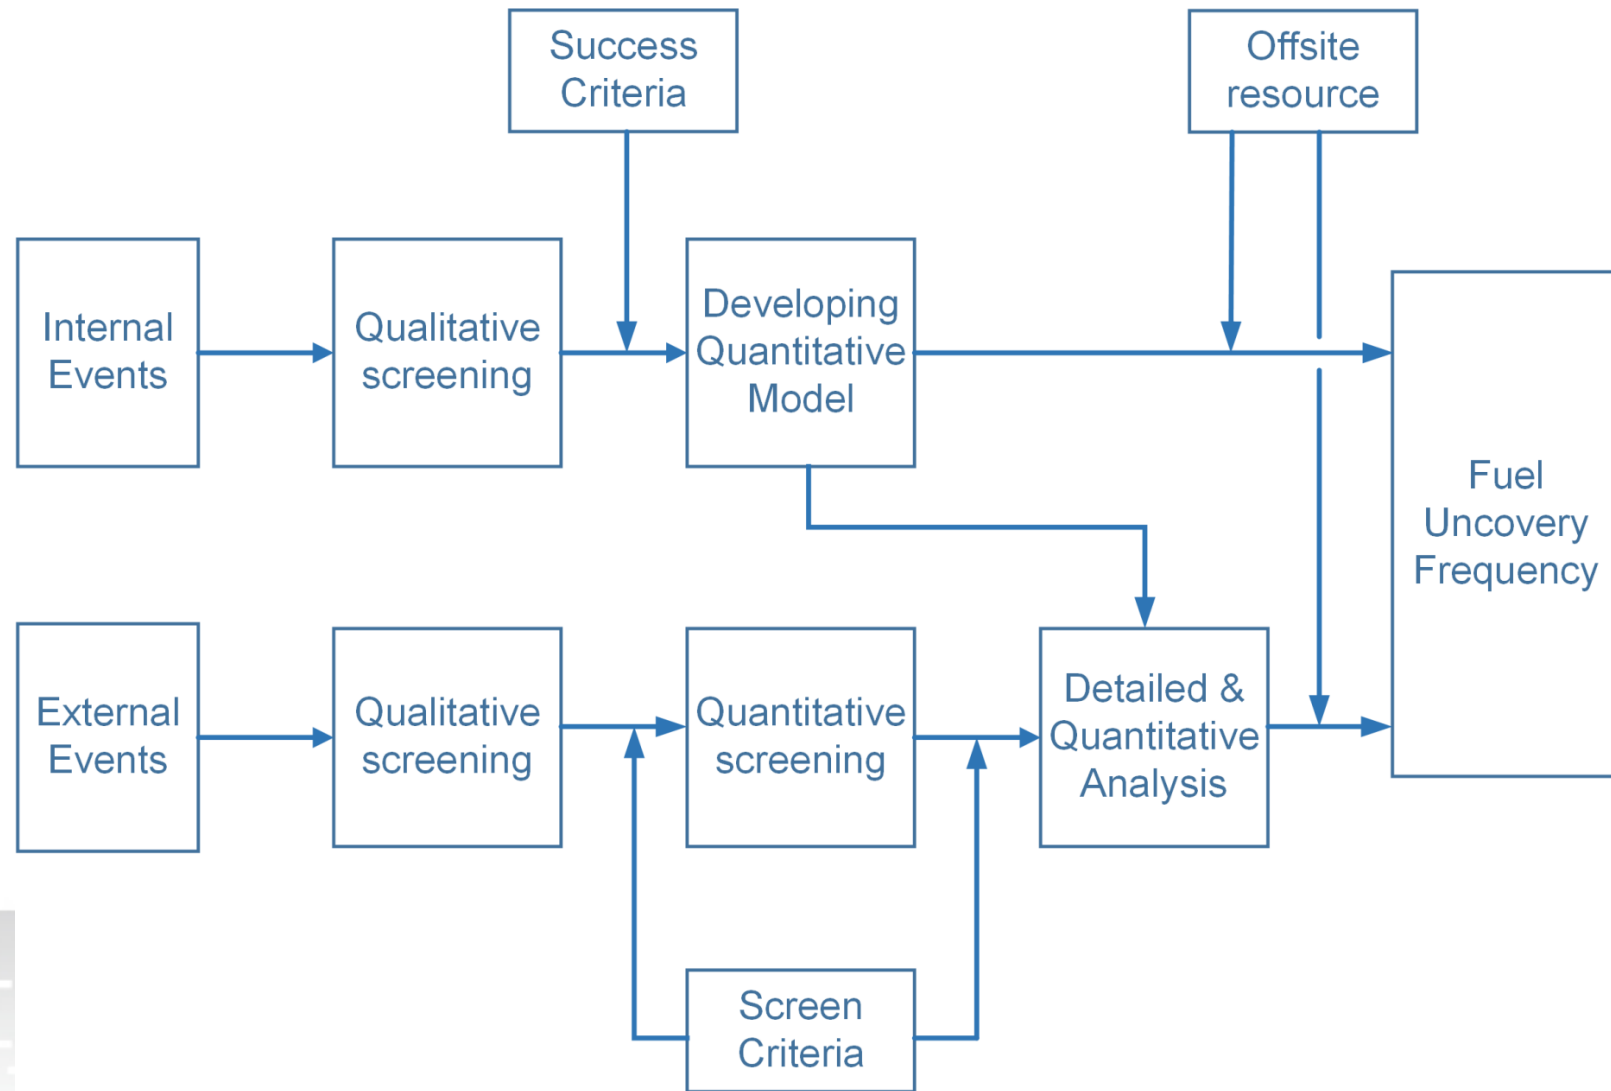 Success
Criteria
Offsite
resource
Internal
Events
Qualitative
screening
Developing
Quantitative
Model
Fuel
Uncovery
Frequency
External
Events
Qualitative
screening
Quantitative
screening
Detailed &
Quantitative
Analysis
Screen
Criteria